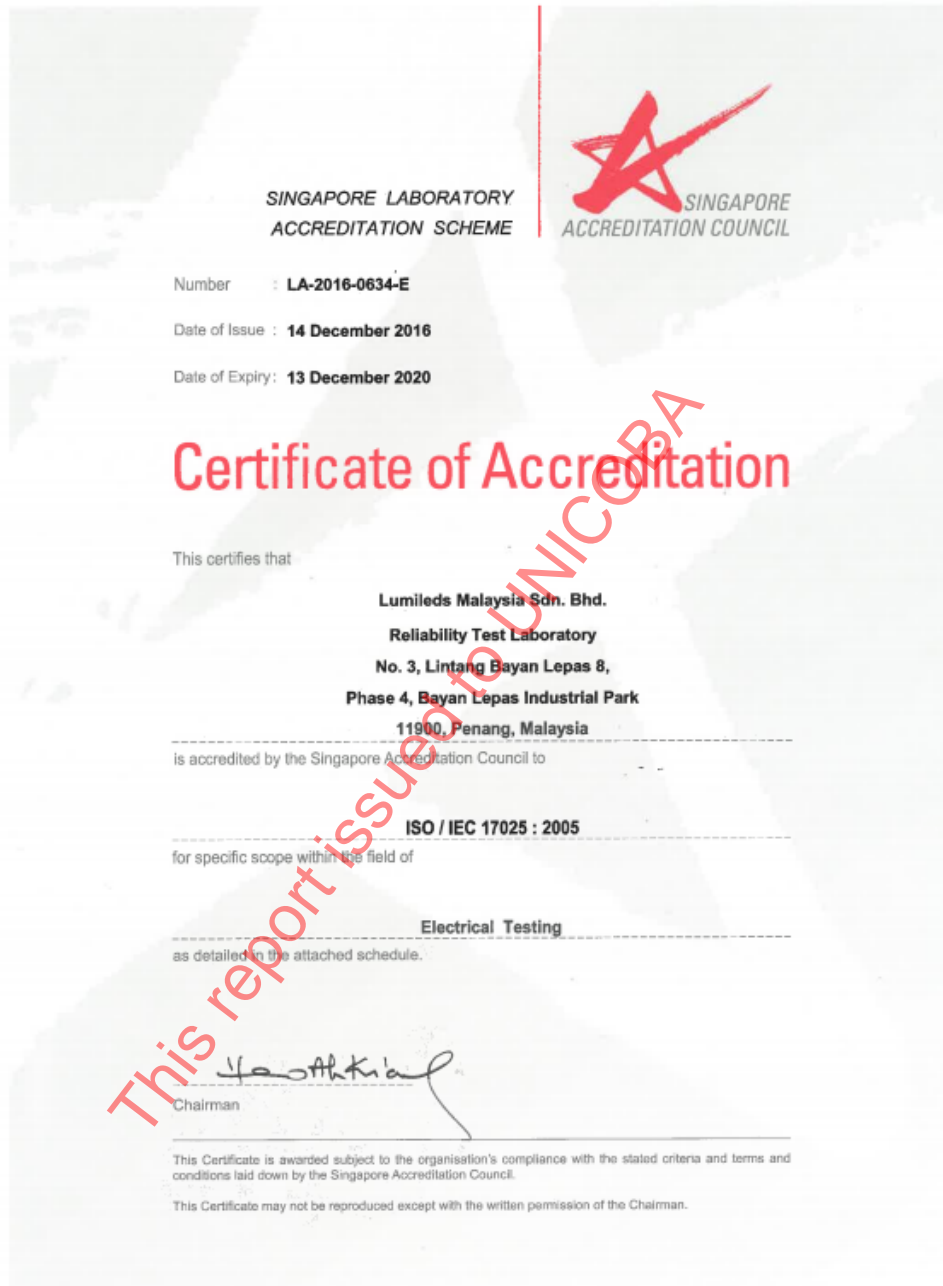 SINGAPORE LABORATORY
ACCREDITATION SCHEME
SINGAPORE
ACCREDITATION COUNCIL
Number : LA-2016-0634-E
Date of Issue : 14 December 2016
Date of Expiry: 13 December 2020
Certificate of Accreditation
This certifies that
Lumileds Malaysia Sdn. Bhd.
Reliability Test Laboratory
No. 3, Lintang Bayan Lepas 8,
Phase 4, Bayan Lepas Industrial Park
11900, Penang, Malaysia
is accredited by the Singapore Accreditation Council to
ISO / IEC 17025 : 2005
for specific scope within the field of
Electrical Testing
as detailed in the attached schedule.
Chairman
This Certificate is awarded subject to the organisation's compliance with the stated criteria and terms and
conditions laid down by the Singapore Accreditation Council.
This Certificate may not be reproduced except with the written permission of the Chairman.
This report issued to UNICOBA